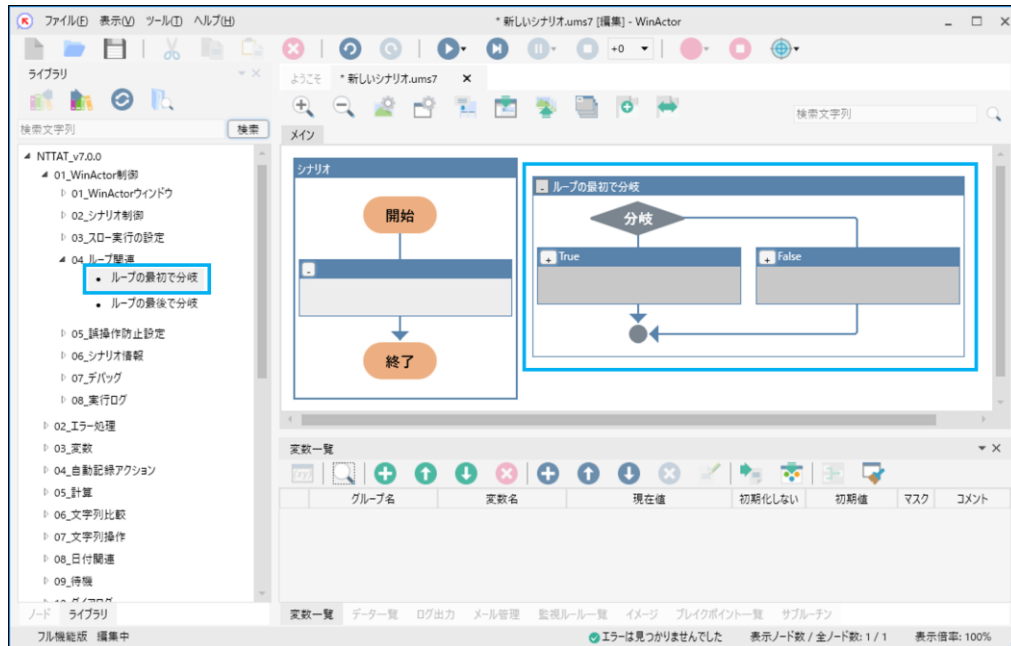 ファイル(F) 表示(V) ツール(T) ヘルプ(H)
* 新しいシナリオ.ums7 [編集] - WinActor
+0
ライブラリ
検索文字列
検索
NTTAT_v7.0.0
01_WinActor制御
01_WinActorウインドウ
02_シナリオ制御
03_スロー実行の設定
04_ループ関連
ループの最初で分岐
ループの最後で分岐
05_誤操作防止設定
06_シナリオ情報
07_デバッグ
08_実行ログ
02_エラー処理
03_変数
04_自動記録アクション
05_計算
06_文字列比較
07_文字列操作
08_日付関連
09_待機
ノード ライブラリ
ようこそ * 新しいシナリオ.ums7
検索文字列
メイン
シナリオ
開始
終了
ループの最初で分岐
分岐
True
False
変数一覧
グループ名 変数名 現在値 初期化しない 初期値 マスク コメント
変数一覧 データ一覧 ログ出力 メール管理 監視ルール一覧 イメージ ブレイクポイント一覧 サブルーチン
フル機能版 編集中
エラーは見つかりませんでした 表示ノード数 / 全ノード数: 1 / 1 表示倍率: 100%